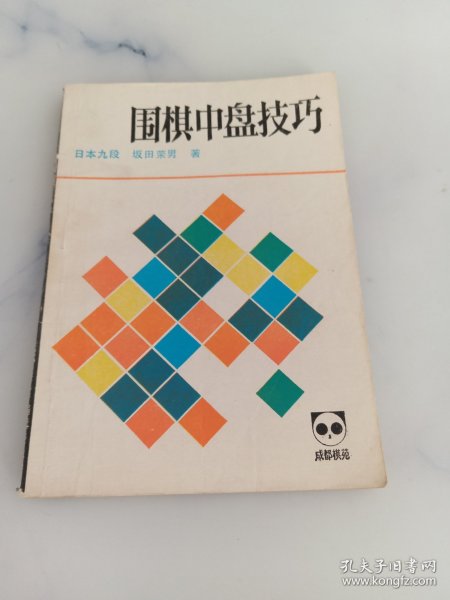 围棋中盘技巧
日本九段 坂田荣男 著
成都棋苑
孔夫子旧书网
www.kongfz.com